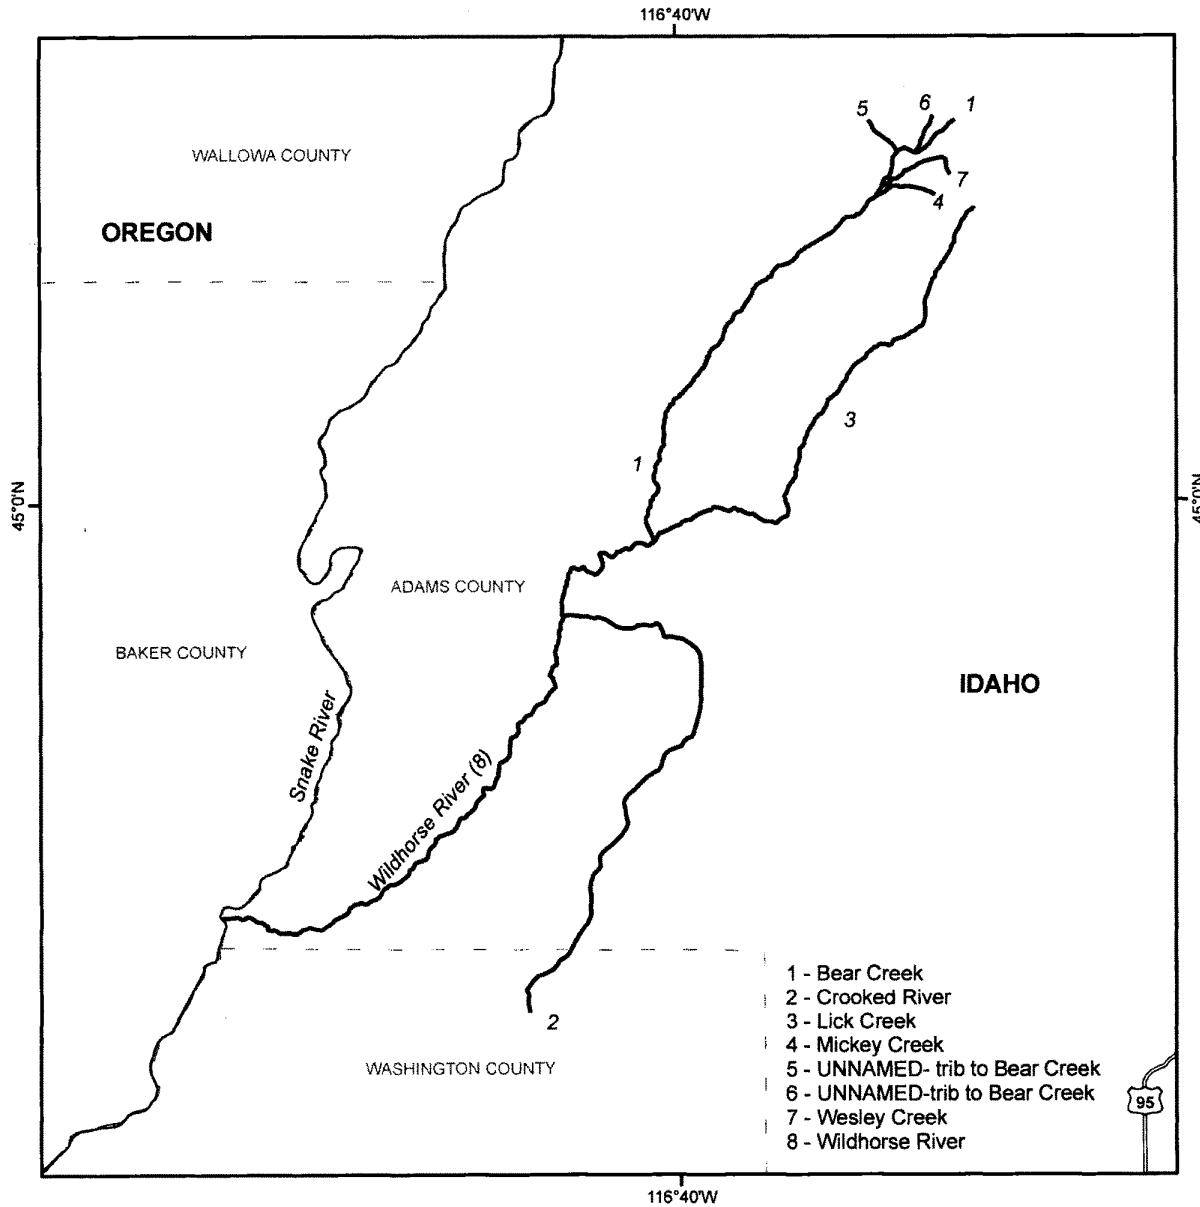 116°40'W
5
6
1
WALLOWA COUNTY
7
4
OREGON
3
1
45°0'N
45°0'N
ADAMS COUNTY
BAKER COUNTY
IDAHO
Snake River
Wildhorse River (8)
1 - Bear Creek
2 - Crooked River
3 - Lick Creek
4 - Mickey Creek
5 - UNNAMED- trib to Bear Creek
6 - UNNAMED-trib to Bear Creek
7 - Wesley Creek
8 - Wildhorse River
2
WASHINGTON COUNTY
95
116°40'W